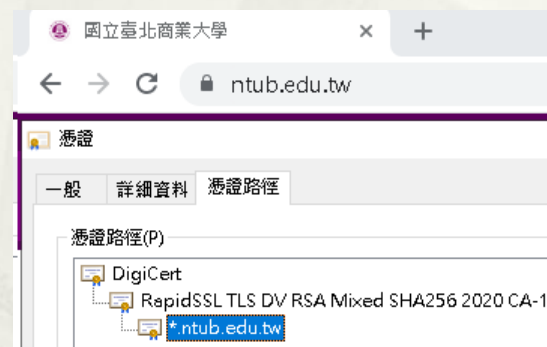 國立臺北商業大學
ntub.edu.tw
憑證
一般 詳細資料 憑證路徑
憑證路徑(P)
DigiCert
RapidSSL TLS DV RSA Mixed SHA256 2020 CA-1
*.ntub.edu.tw